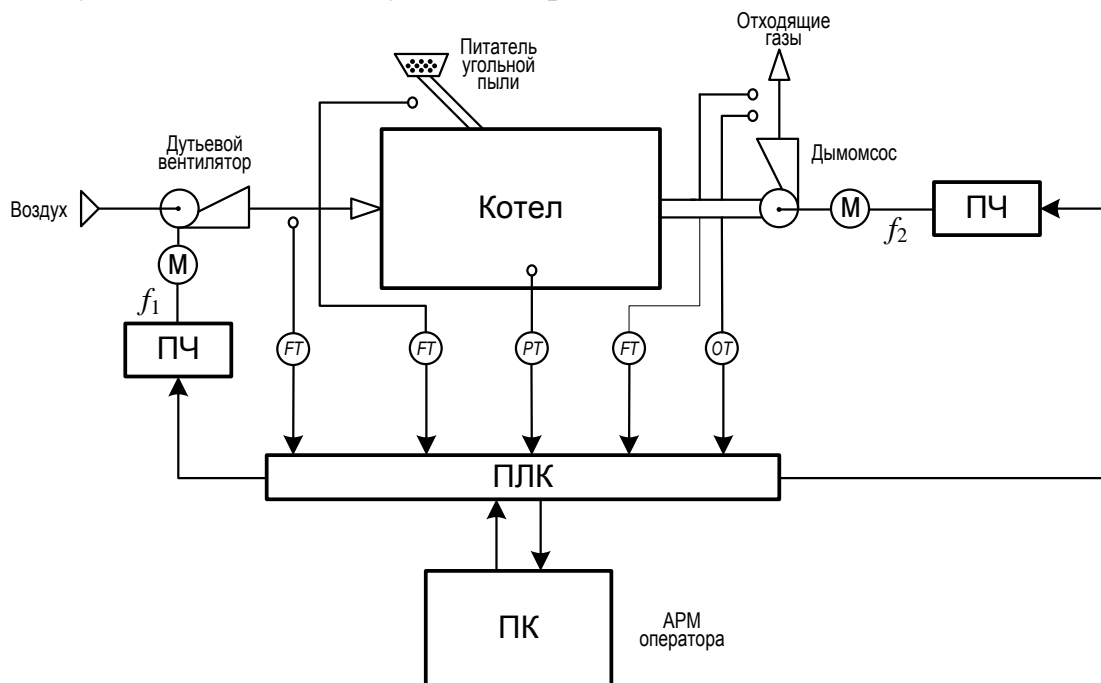 Питатель
угольной
пыли
Отходящие
газы
Дутьевой
вентилятор
Дымомсос
Воздух
Котел
М
ПЧ
f2
М
f1
ПЧ
FT
FT
PT
FT
OT
ПЛК
ПК
АРМ
оператора